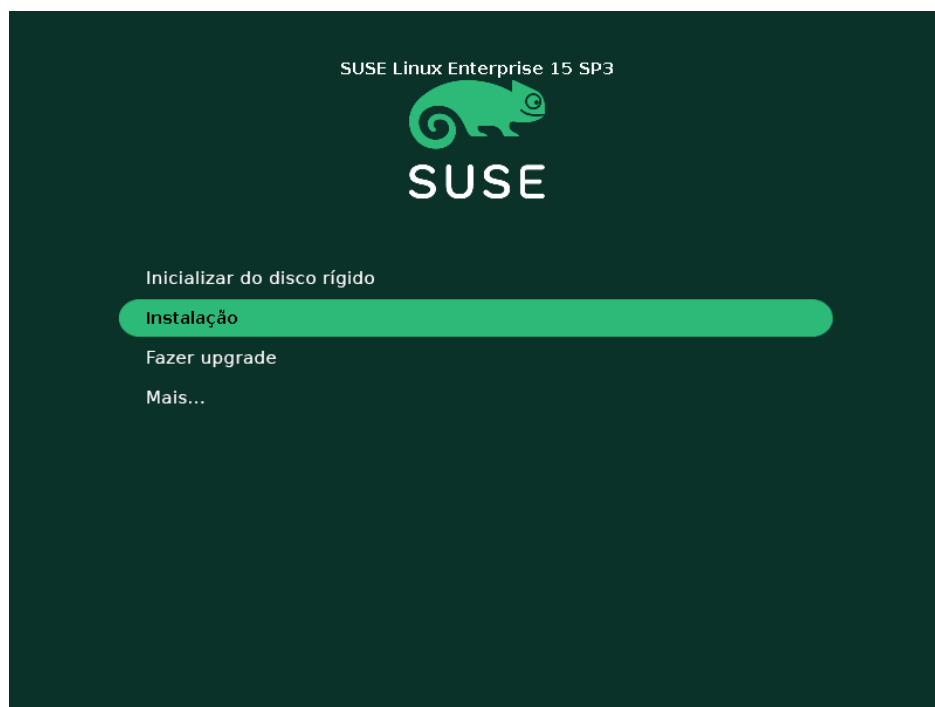 SUSE Linux Enterprise 15 SP3
SUSE
Inicializar do disco rígido
Instalação
Fazer upgrade
Mais...